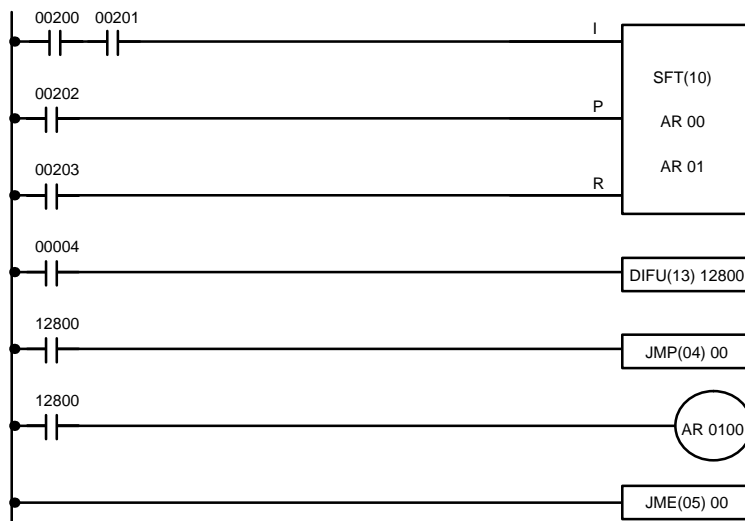 00200 00201
I
SFT(10)
00202
P
AR 00
AR 01
00203
R
00004
DIFU(13) 12800
12800
JMP(04) 00
12800
AR 0100
JME(05) 00